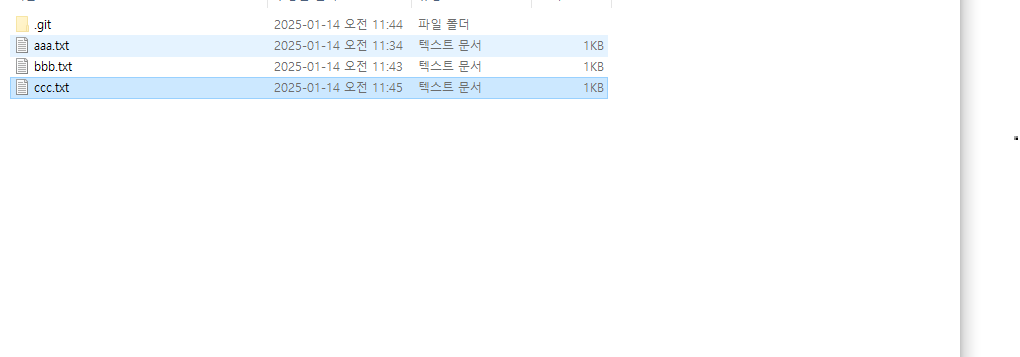 .git 2025-01-14 오전 11:44 파일 폴더
aaa.txt 2025-01-14 오전 11:34 텍스트 문서 1KB
bbb.txt 2025-01-14 오전 11:43 텍스트 문서 1KB
ccc.txt 2025-01-14 오전 11:45 텍스트 문서 1KB